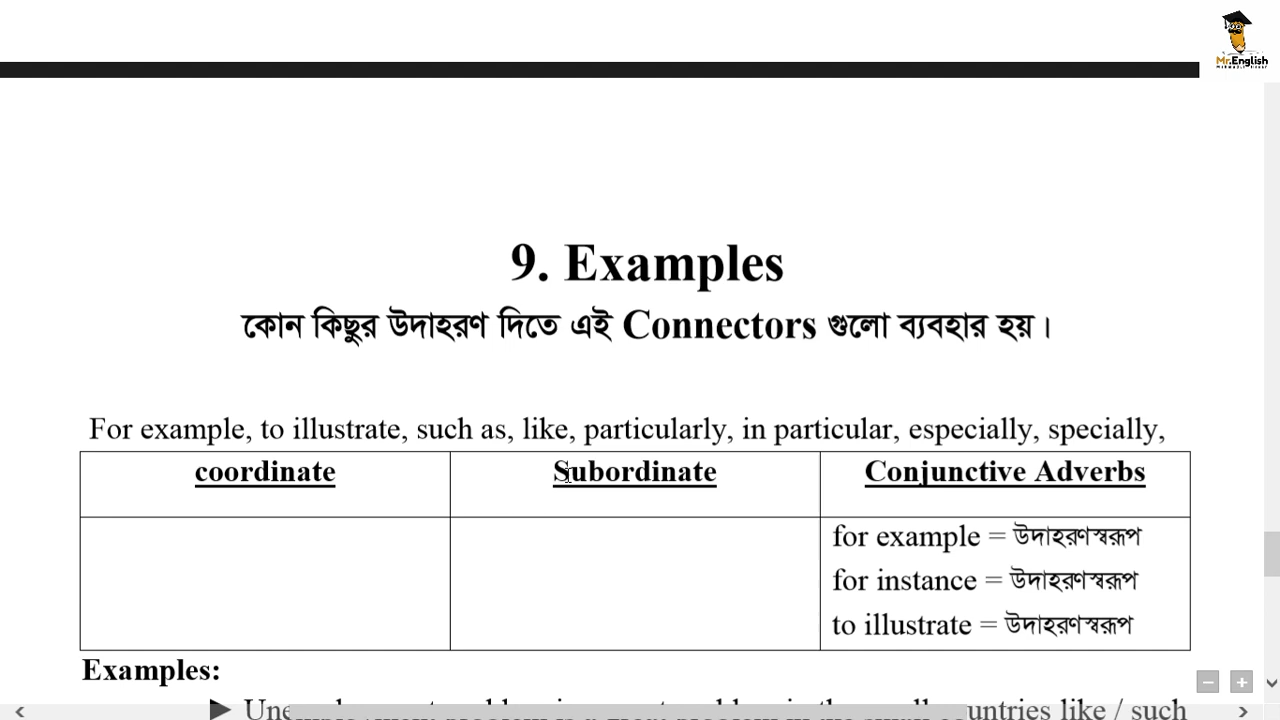 Mr.English
9. Examples
কোন কিছুর উদাহরণ দিতে এই Connectors গুলো ব্যবহার হয়।
For example, to illustrate, such as, like, particularly, in particular, especially, specially,
coordinate Subordinate Conjunctive Adverbs
for example = উদাহরণস্বরূপ
for instance = উদাহরণস্বরূপ
to illustrate = উদাহরণস্বরূপ
Examples:
untries like / such